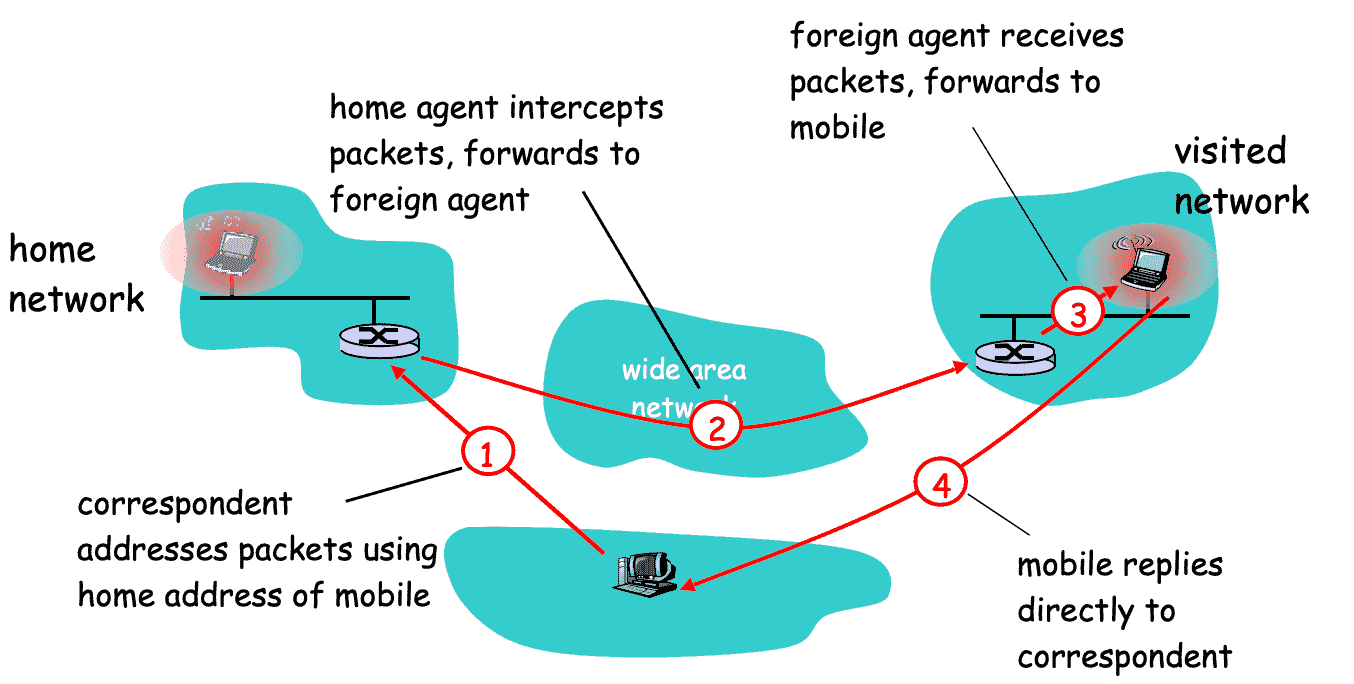 foreign agent receives
packets, forwards to
mobile
home agent intercepts
packets, forwards to
foreign agent
visited
network
home
network
wide area
network
1
2
3
4
correspondent
addresses packets using
home address of mobile
mobile replies
directly to
correspondent